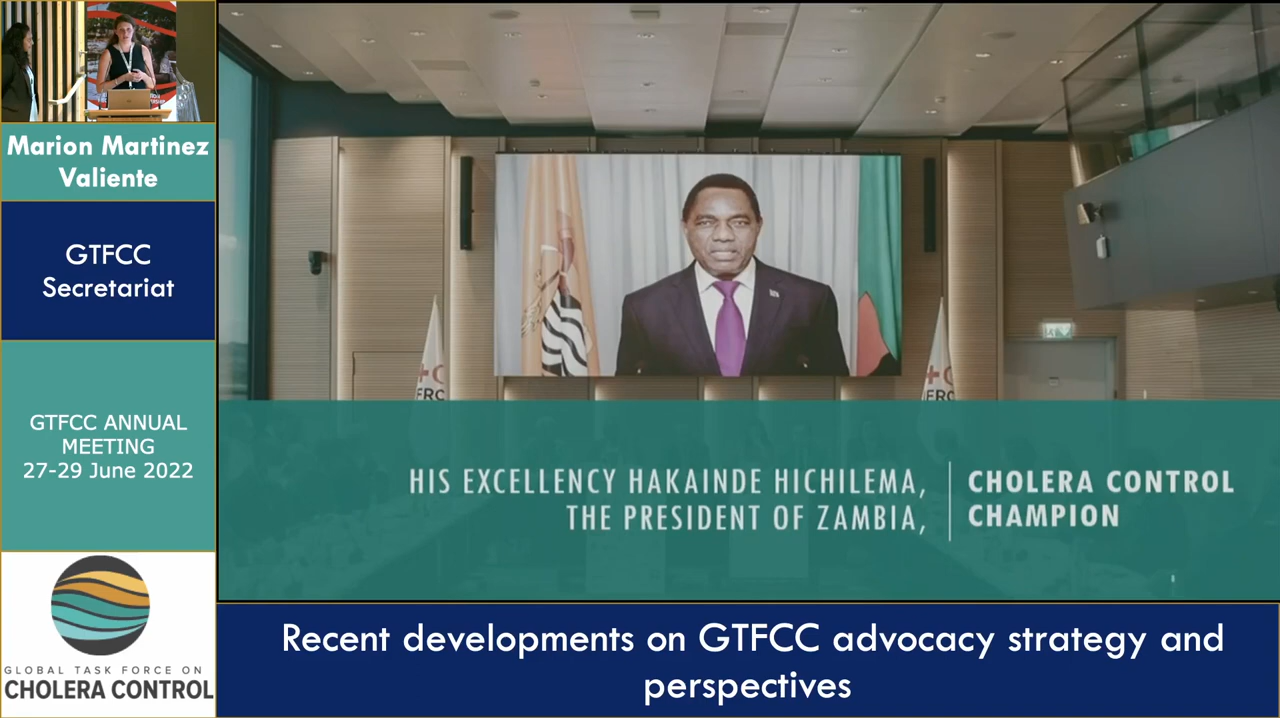 Marion Martinez
Valiente
GTFCC
Secretariat
GTFCC ANNUAL
MEETING
27-29 June 2022
GLOBAL TASK FORCE ON
CHOLERA CONTROL
HIS EXCELLENCY HAKAINDE HICHILEMA,
THE PRESIDENT OF ZAMBIA,
CHOLERA CONTROL
CHAMPION
Recent developments on GTFCC advocacy strategy and
perspectives